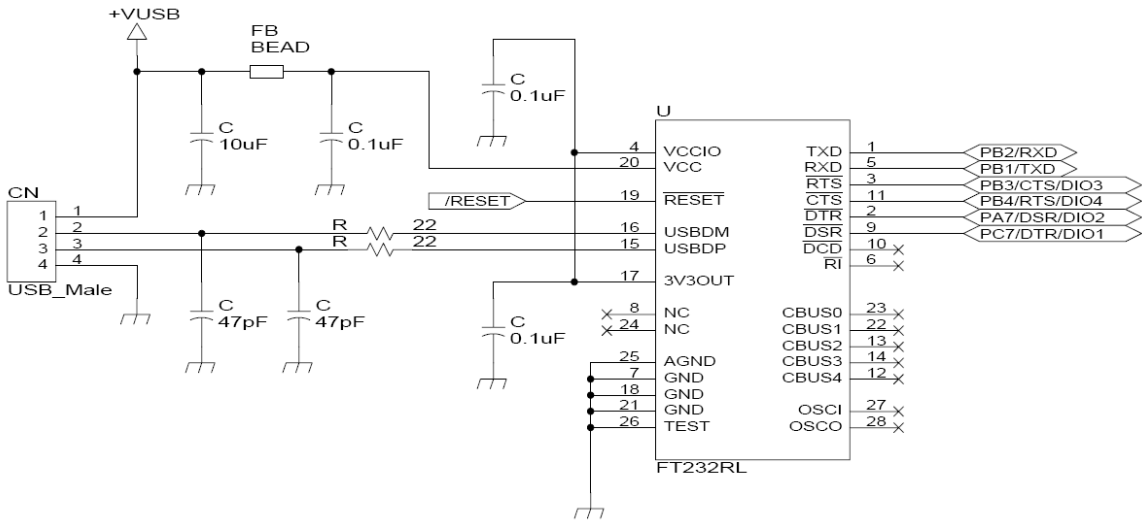 +VUSB
FB
BEAD
C
10uF
C
0.1uF
C
0.1uF
CN
1 1
2 2
3 3
4 4
USB_Male
R 22
R 22
C
47pF
C
47pF
C
0.1uF
/RESET
U
4 VCCIO
20 VCC
19 RESET
16 USBDM
15 USBDP
17 3V3OUT
8 NC
24 NC
25 AGND
7 GND
18 GND
21 GND
26 TEST
TXD 1 PB2/RXD
RXD 5 PB1/TXD
RTS 3 PB3/CTS/DIO3
CTS 11 PB4/RTS/DIO4
DTR 2 PA7/DSR/DIO2
DSR 9 PC7/DTR/DIO1
DCD 10
RI 6
CBUS0 23
CBUS1 22
CBUS2 13
CBUS3 14
CBUS4 12
OSCI 27
OSCO 28
FT232RL